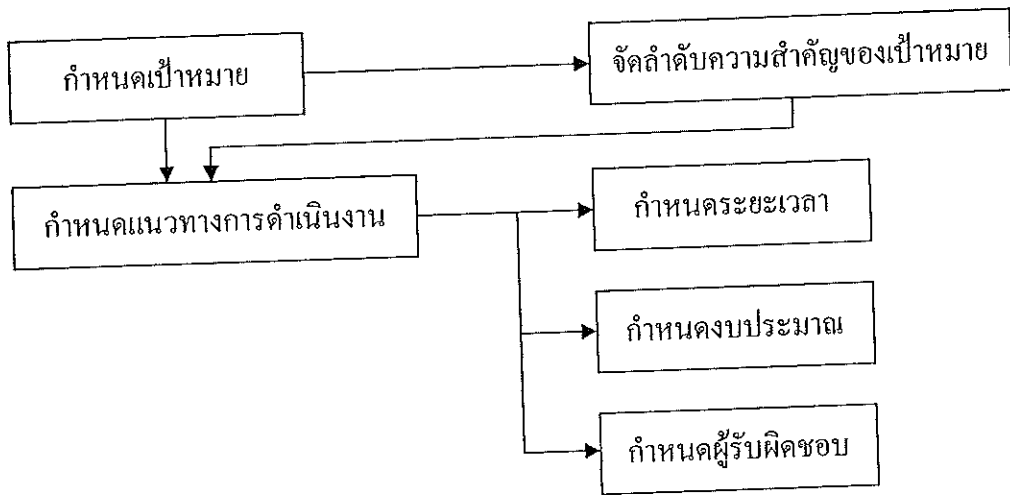 กำหนดเป้าหมาย
จัดลำดับความสำคัญของเป้าหมาย
กำหนดแนวทางการดำเนินงาน
กำหนดระยะเวลา
กำหนดงบประมาณ
กำหนดผู้รับผิดชอบ